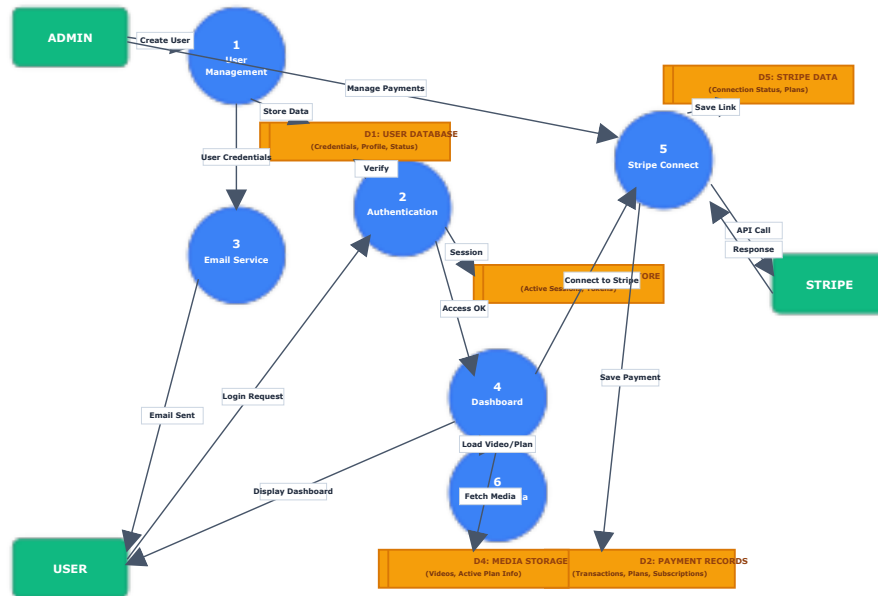 ADMIN
Create User
1
User
Management
D5: STRIPE DATA
(Connection Status, Plans)
Manage Payments
Save Link
Store Data
D1: USER DATABASE
(Credentials, Profile, Status)
User Credentials
Verify
5
Stripe Connect
2
Authentication
3
Email Service
API Call
Response
Session
Connect to Stripe
ORE
(Active Sessions, Tokens)
STRIPE
Access OK
4
Dashboard
Save Payment
Login Request
Email Sent
Load Video/Plan
Display Dashboard
6
Fetch Media
USER
D4: MEDIA STORAGE
(Videos, Active Plan Info)
D2: PAYMENT RECORDS
(Transactions, Plans, Subscriptions)